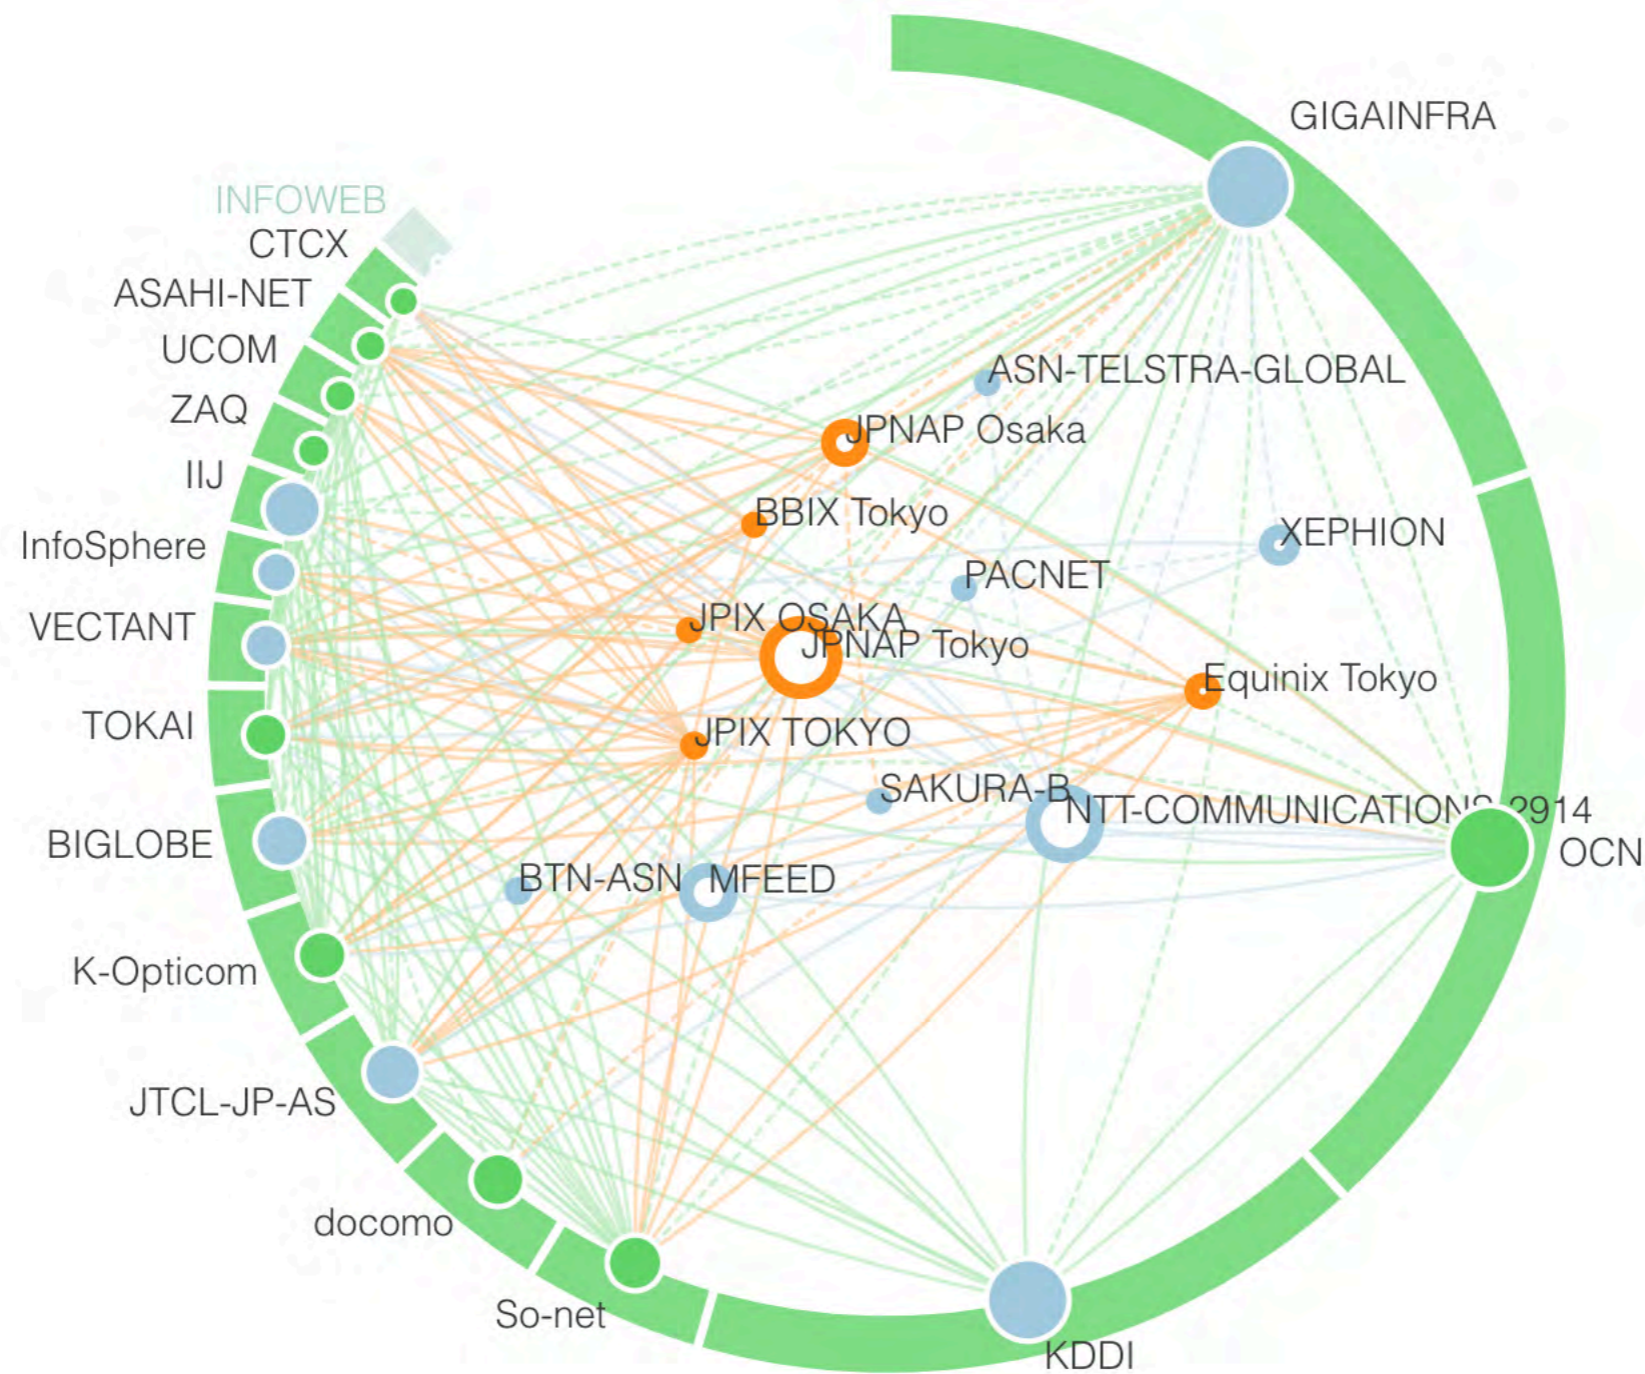 GIGAINFRA
INFOWEB
CTCX
ASAHI-NET
UCOM
ASN-TELSTRA-GLOBAL
ZAQ
JPNAP Osaka
IIJ
BBIX Tokyo
XEPHION
InfoSphere
PACNET
JPIX OSAKA
VECTANT
JPNAP Tokyo
Equinix Tokyo
TOKAI
JPIX TOKYO
SAKURA-B
NTT-COMMUNICATIONS-2914
BIGLOBE
OCN
BTN-ASN
MFEED
K-Opticom
JTCL-JP-AS
docomo
So-net
KDDI